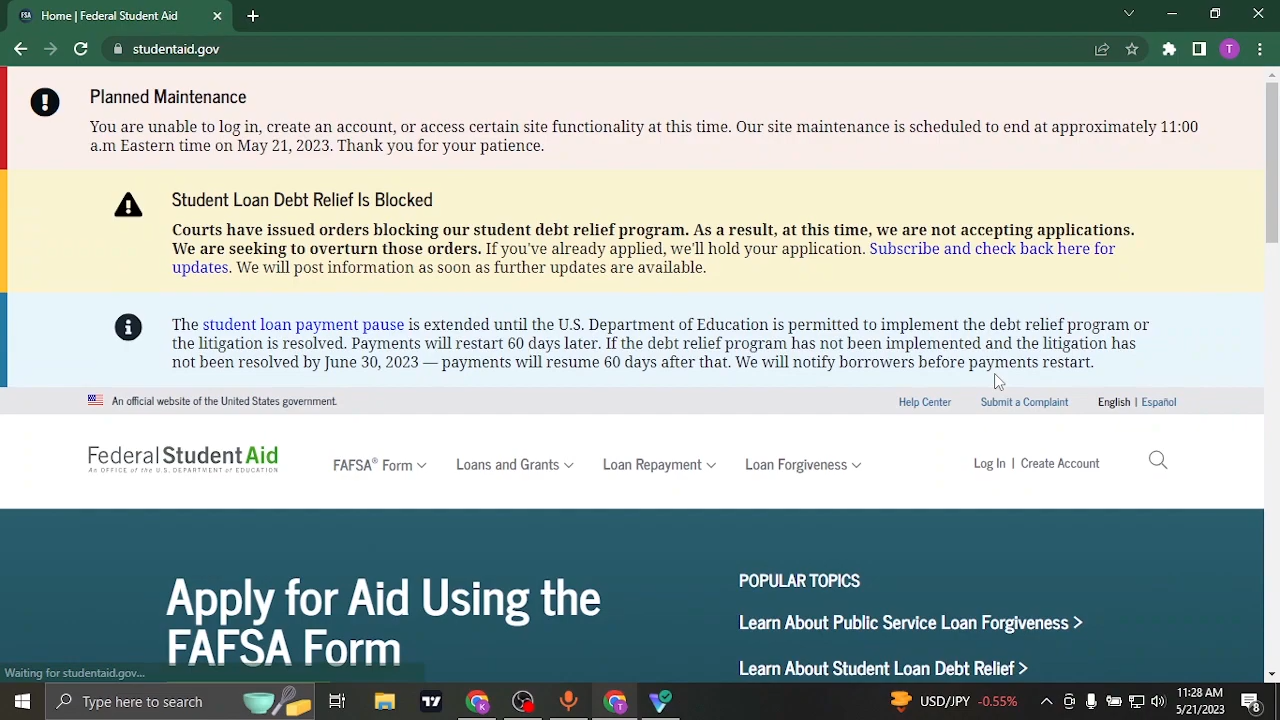 Home | Federal Student Aid
studentaid.gov
T
Planned Maintenance
You are unable to log in, create an account, or access certain site functionality at this time. Our site maintenance is scheduled to end at approximately 11:00
a.m Eastern time on May 21, 2023. Thank you for your patience.
Student Loan Debt Relief Is Blocked
Courts have issued orders blocking our student debt relief program. As a result, at this time, we are not accepting applications.
We are seeking to overturn those orders. If you've already applied, we'll hold your application. Subscribe and check back here for
updates. We will post information as soon as further updates are available.
The student loan payment pause is extended until the U.S. Department of Education is permitted to implement the debt relief program or
the litigation is resolved. Payments will restart 60 days later. If the debt relief program has not been implemented and the litigation has
not been resolved by June 30, 2023 — payments will resume 60 days after that. We will notify borrowers before payments restart.
An official website of the United States government.
Help Center Submit a Complaint English | Español
Federal Student Aid
An OFFICE of the U.S. DEPARTMENT of EDUCATION
FAFSA® Form Loans and Grants Loan Repayment Loan Forgiveness Log In | Create Account
Apply for Aid Using the
FAFSA Form
POPULAR TOPICS
Learn About Public Service Loan Forgiveness >
Learn About Student Loan Debt Relief >
Waiting for studentaid.gov...
Type here to search
K
T
USD/JPY -0.55%
11:28 AM
5/21/2023
8